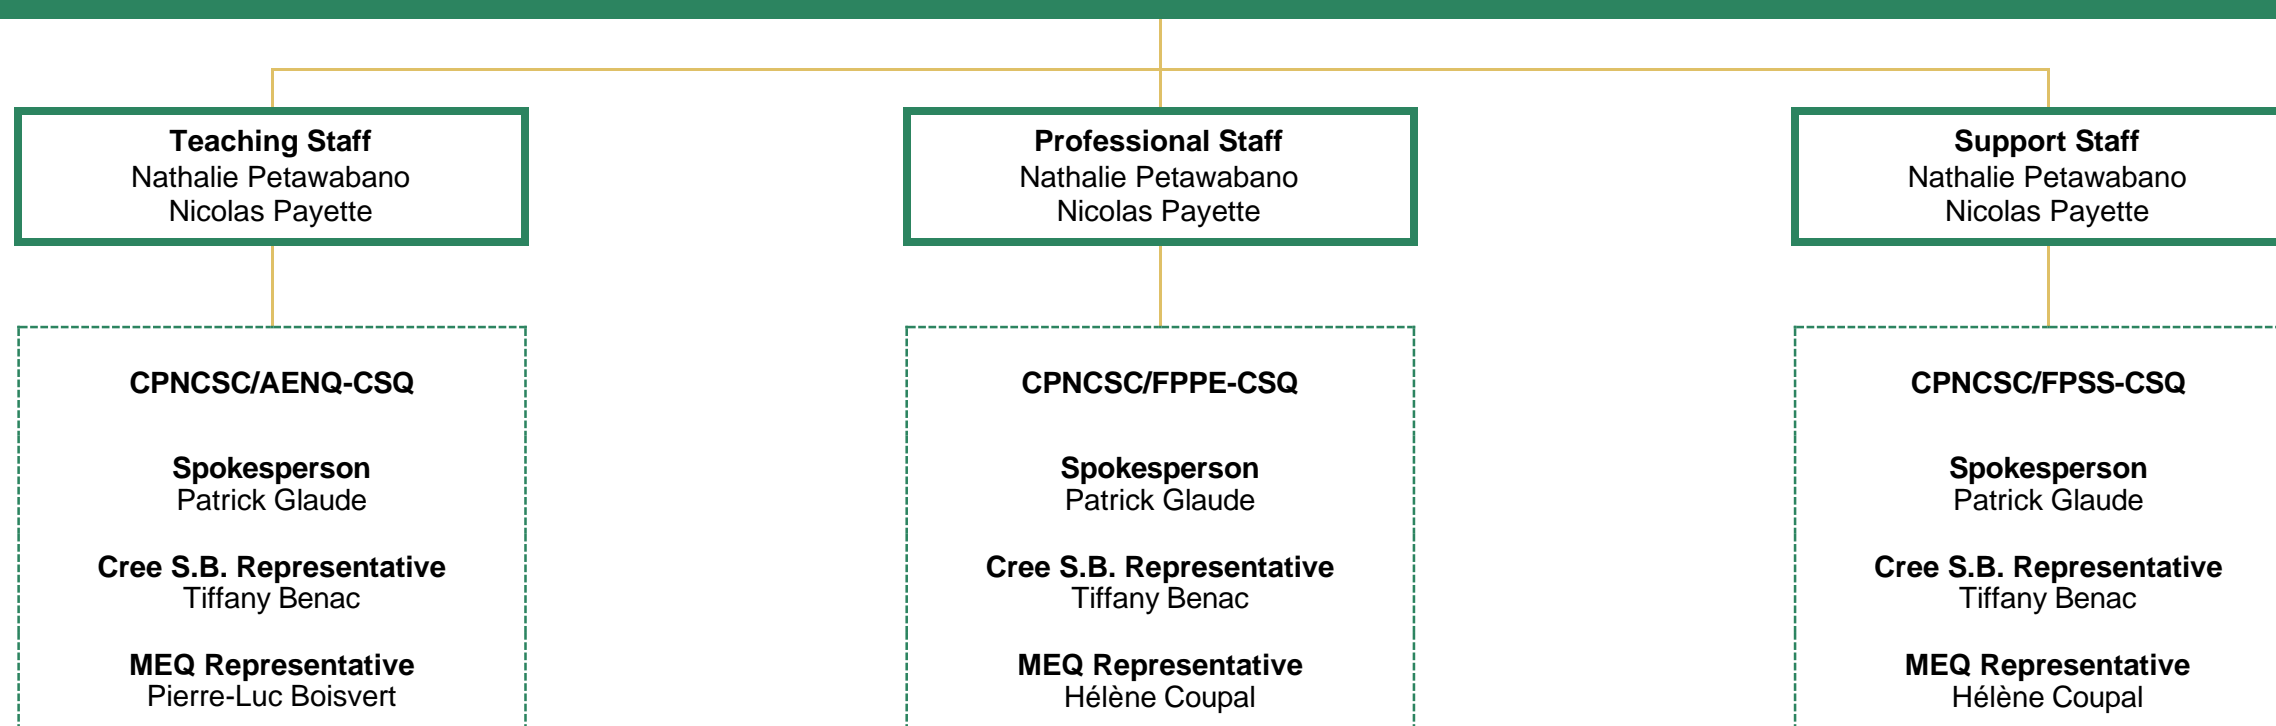 Teaching Staff
Nathalie Petawabano
Nicolas Payette
Professional Staff
Nathalie Petawabano
Nicolas Payette
Support Staff
Nathalie Petawabano
Nicolas Payette
CPNCSC/AENQ-CSQ
Spokesperson
Patrick Glaude
Cree S.B. Representative
Tiffany Benac
MEQ Representative
Pierre-Luc Boisvert
CPNCSC/FPPE-CSQ
Spokesperson
Patrick Glaude
Cree S.B. Representative
Tiffany Benac
MEQ Representative
Hélène Coupal
CPNCSC/FPSS-CSQ
Spokesperson
Patrick Glaude
Cree S.B. Representative
Tiffany Benac
MEQ Representative
Hélène Coupal